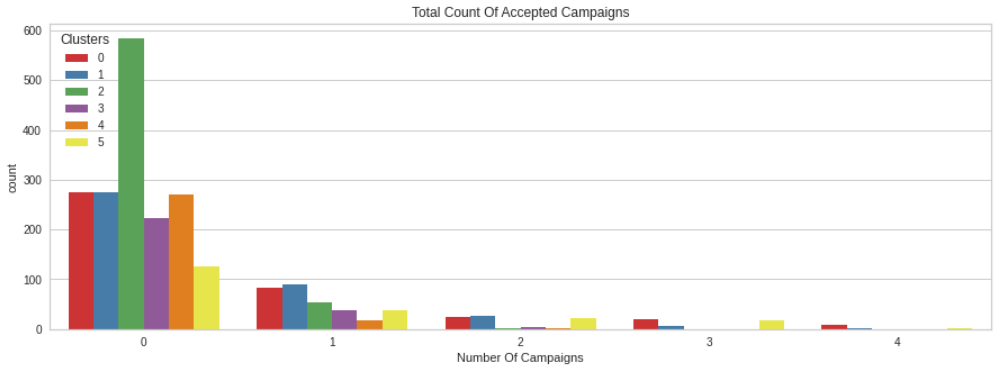 Total Count Of Accepted Campaigns
Clusters
0
1
2
3
4
5
600
500
400
300
200
100
0
count
0 1 2 3 4
Number Of Campaigns